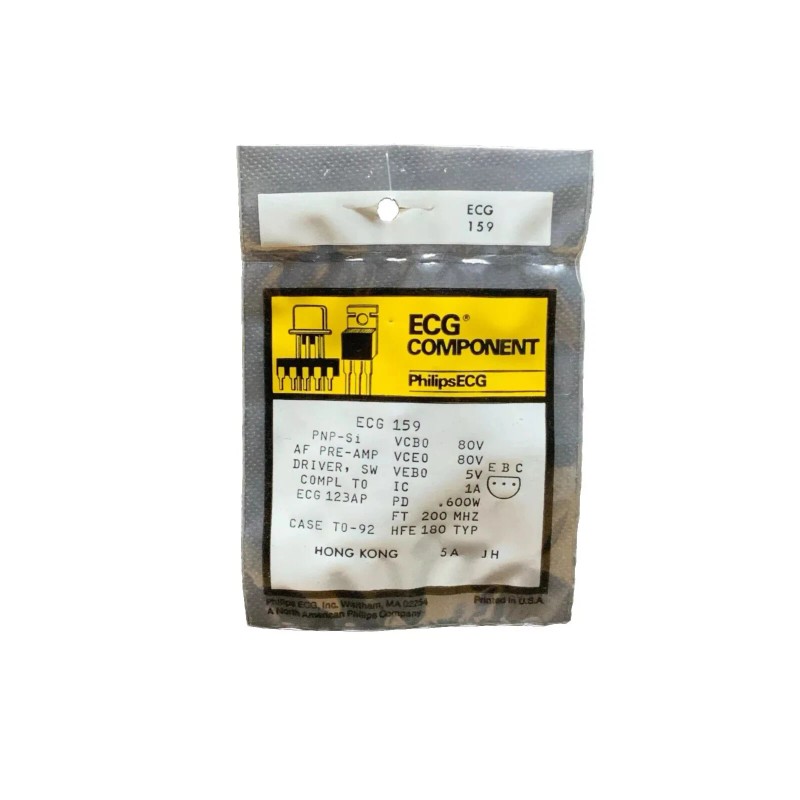 ECG
159
ECG®
COMPONENT
PhilipsECG
ECG 159
PNP-Si VCBO 80V
AF PRE-AMP VCEO 80V
DRIVER, SW VEBO 5V E B C
COMPL TO IC 1A
ECG 123AP PD .600W
FT 200 MHZ
CASE TO-92 HFE 180 TYP
HONG KONG 5A JH
Philips ECG, Inc. Waltham, MA 02254 Printed in U.S.A.
A North American Philips Company